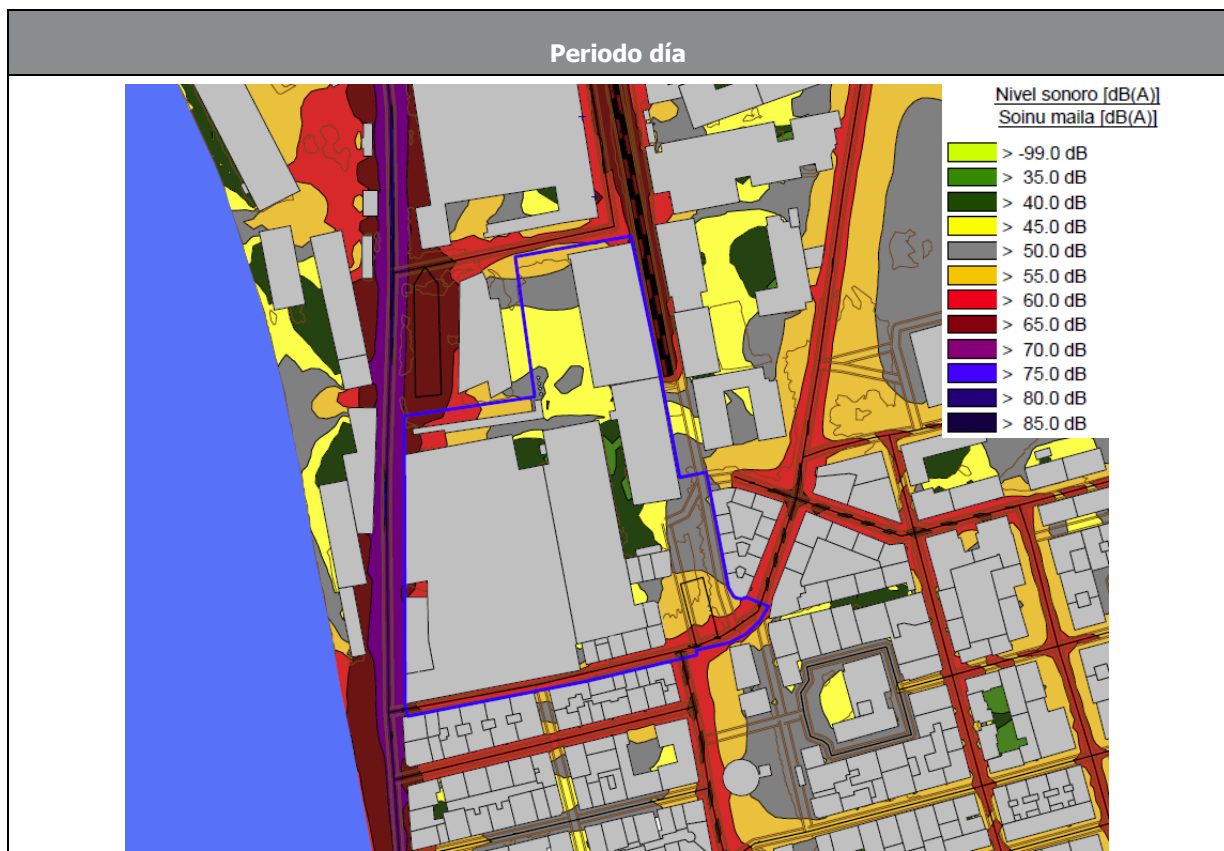 Periodo día
Nivel sonoro [dB(A)]
Soinu maila [dB(A)]
> -99.0 dB
> 35.0 dB
> 40.0 dB
> 45.0 dB
> 50.0 dB
> 55.0 dB
> 60.0 dB
> 65.0 dB
> 70.0 dB
> 75.0 dB
> 80.0 dB
> 85.0 dB